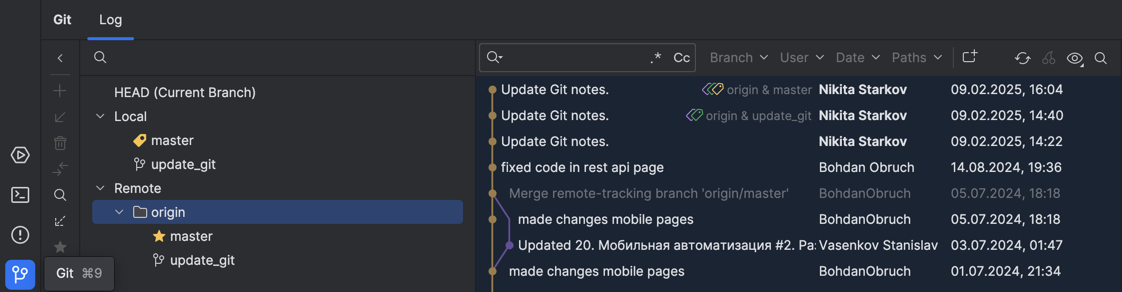 Git Log
.* Cc Branch User Date Paths
HEAD (Current Branch)
Local
master
update_git
Remote
origin
master
update_git
Git ⌘9
Update Git notes. origin & master Nikita Starkov 09.02.2025, 16:04
Update Git notes. origin & update_git Nikita Starkov 09.02.2025, 14:40
Update Git notes. Nikita Starkov 09.02.2025, 14:22
fixed code in rest api page Bohdan Obruch 14.08.2024, 19:36
Merge remote-tracking branch 'origin/master' BohdanObruch 05.07.2024, 18:18
made changes mobile pages BohdanObruch 05.07.2024, 18:18
Updated 20. Мобильная автоматизация #2. Ра Vasenkov Stanislav 03.07.2024, 01:47
made changes mobile pages BohdanObruch 01.07.2024, 21:34